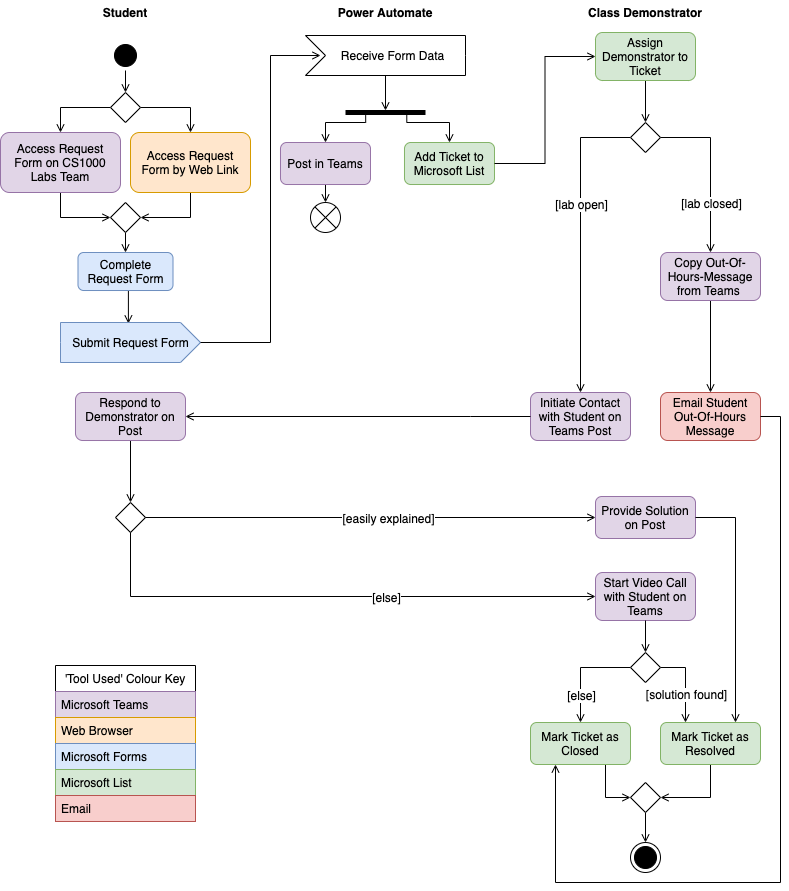 Student
Power Automate
Class Demonstrator
Receive Form Data
Assign
Demonstrator to
Ticket
Access Request
Form on CS1000
Labs Team
Access Request
Form by Web Link
Post in Teams
Add Ticket to
Microsoft List
[lab open]
[lab closed]
Complete
Request Form
Copy Out-Of-
Hours-Message
from Teams
Submit Request Form
Respond to
Demonstrator on
Post
Initiate Contact
with Student on
Teams Post
Email Student
Out-Of-Hours
Message
[easily explained]
Provide Solution
on Post
[else]
Start Video Call
with Student on
Teams
'Tool Used' Colour Key
Microsoft Teams
Web Browser
Microsoft Forms
Microsoft List
Email
[else]
[solution found]
Mark Ticket as
Closed
Mark Ticket as
Resolved